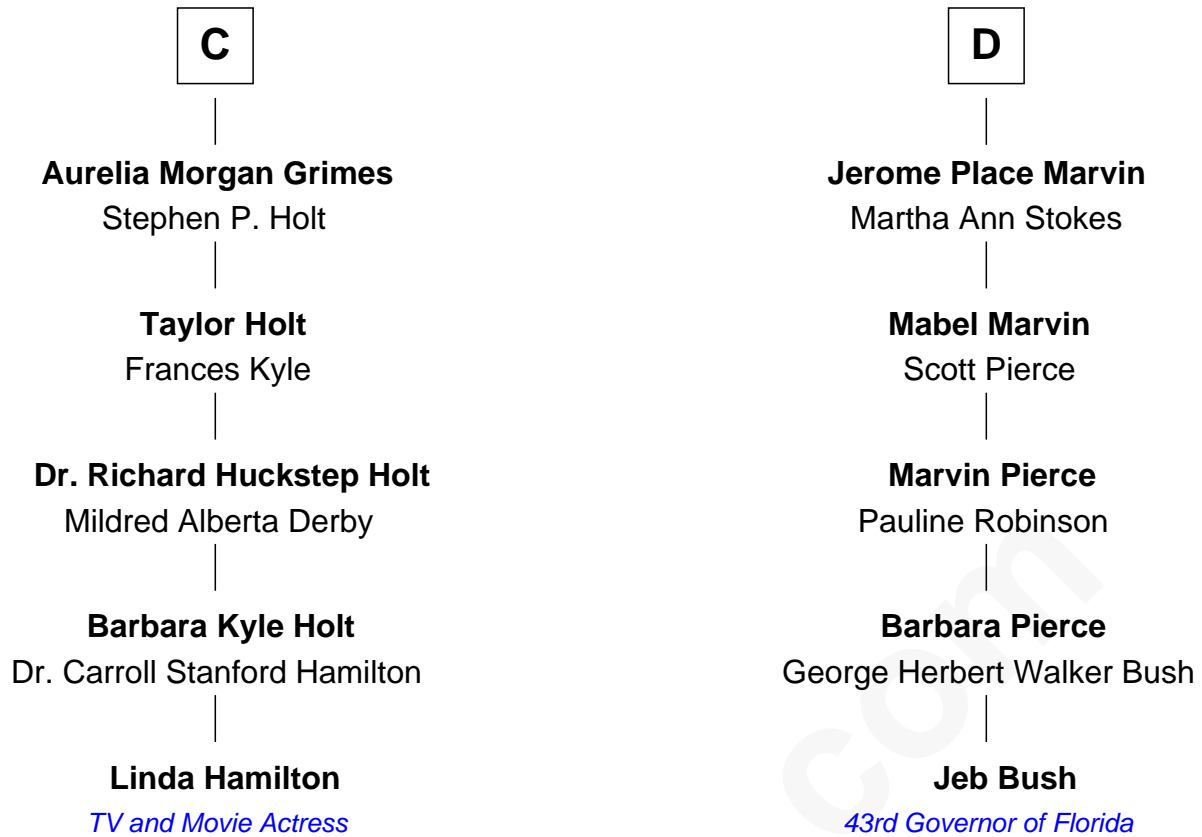 C
Aurelia Morgan Grimes
Stephen P. Holt
Taylor Holt
Frances Kyle
Dr. Richard Huckstep Holt
Mildred Alberta Derby
Barbara Kyle Holt
Dr. Carroll Stanford Hamilton
Linda Hamilton
TV and Movie Actress
D
Jerome Place Marvin
Martha Ann Stokes
Mabel Marvin
Scott Pierce
Marvin Pierce
Pauline Robinson
Barbara Pierce
George Herbert Walker Bush
Jeb Bush
43rd Governor of Florida
com